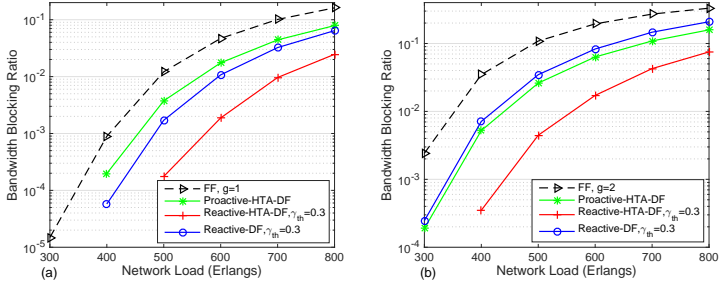 10^-1
10^-2
10^-3
10^-4
10^-5
Bandwidth Blocking Ratio
FF, g=1
Proactive-HTA-DF
Reactive-HTA-DF,γth=0.3
Reactive-DF,γth=0.3
300 400 500 600 700 800
(a) Network Load (Erlangs)
10^-1
10^-2
10^-3
10^-4
Bandwidth Blocking Ratio
FF, g=2
Proactive-HTA-DF
Reactive-HTA-DF,γth=0.3
Reactive-DF,γth=0.3
300 400 500 600 700 800
(b) Network Load (Erlangs)